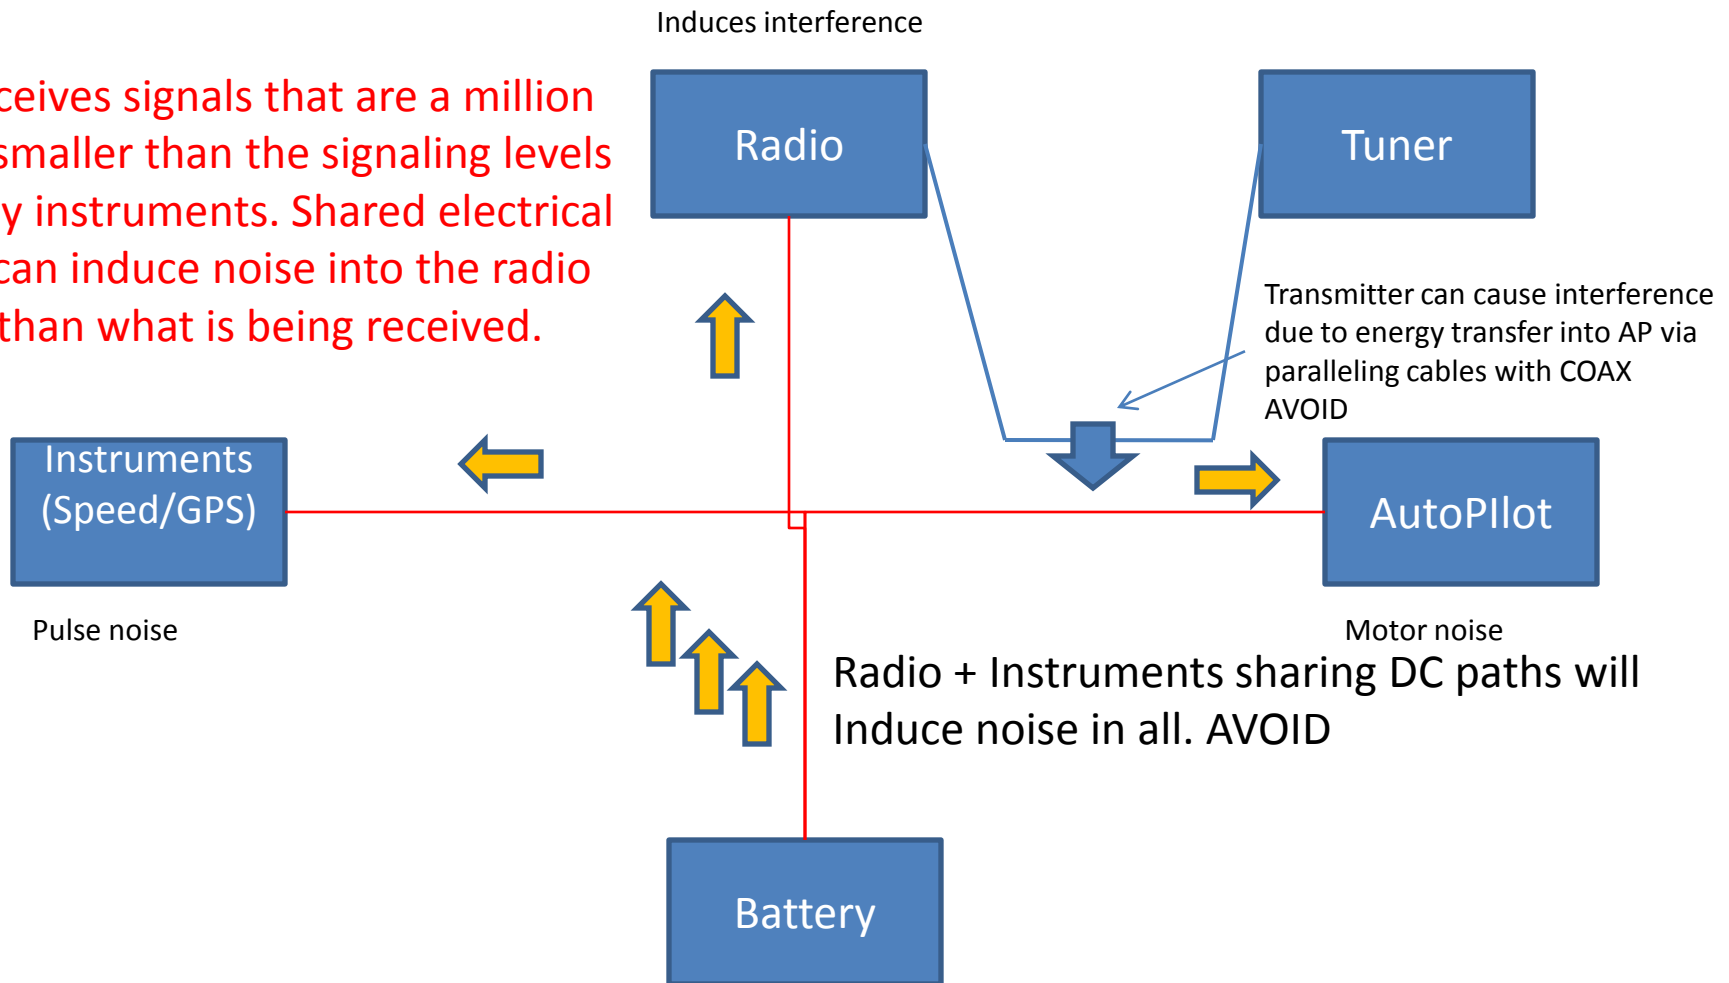 Induces interference
ceives signals that are a million
smaller than the signaling levels
y instruments. Shared electrical
can induce noise into the radio
than what is being received.
Radio
Tuner
Transmitter can cause interference
due to energy transfer into AP via
paralleling cables with COAX
AVOID
Instruments
(Speed/GPS)
AutoPIlot
Pulse noise
Motor noise
Radio + Instruments sharing DC paths will
Induce noise in all. AVOID
Battery